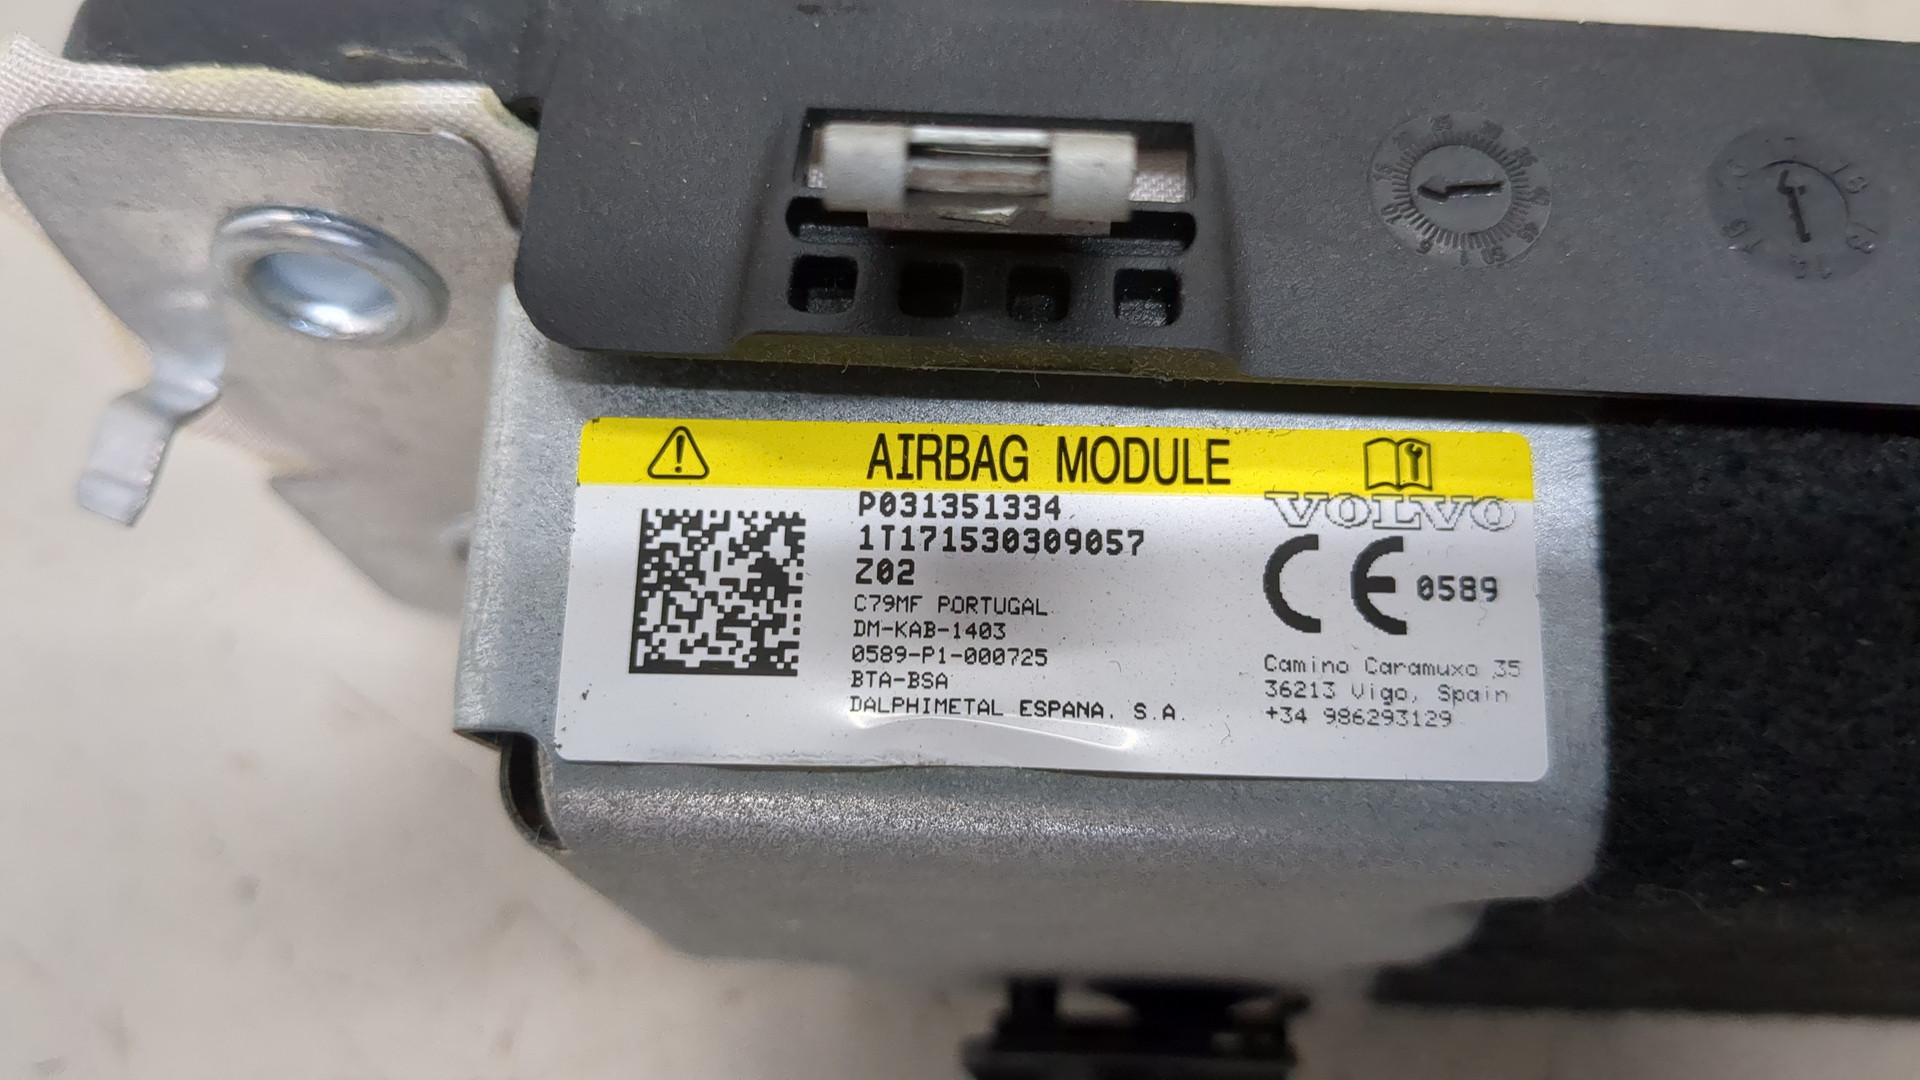 AIRBAG MODULE
P031351334
VOLVO
1T171530309057
Z02
CE 0589
C79MF PORTUGAL
DM-KAB-1403
0589-P1-000725
BTA-BSA
DALPHIMETAL ESPANA, S.A.
Camino Caramuxo 35
36213 Vigo, Spain
+34 986293129